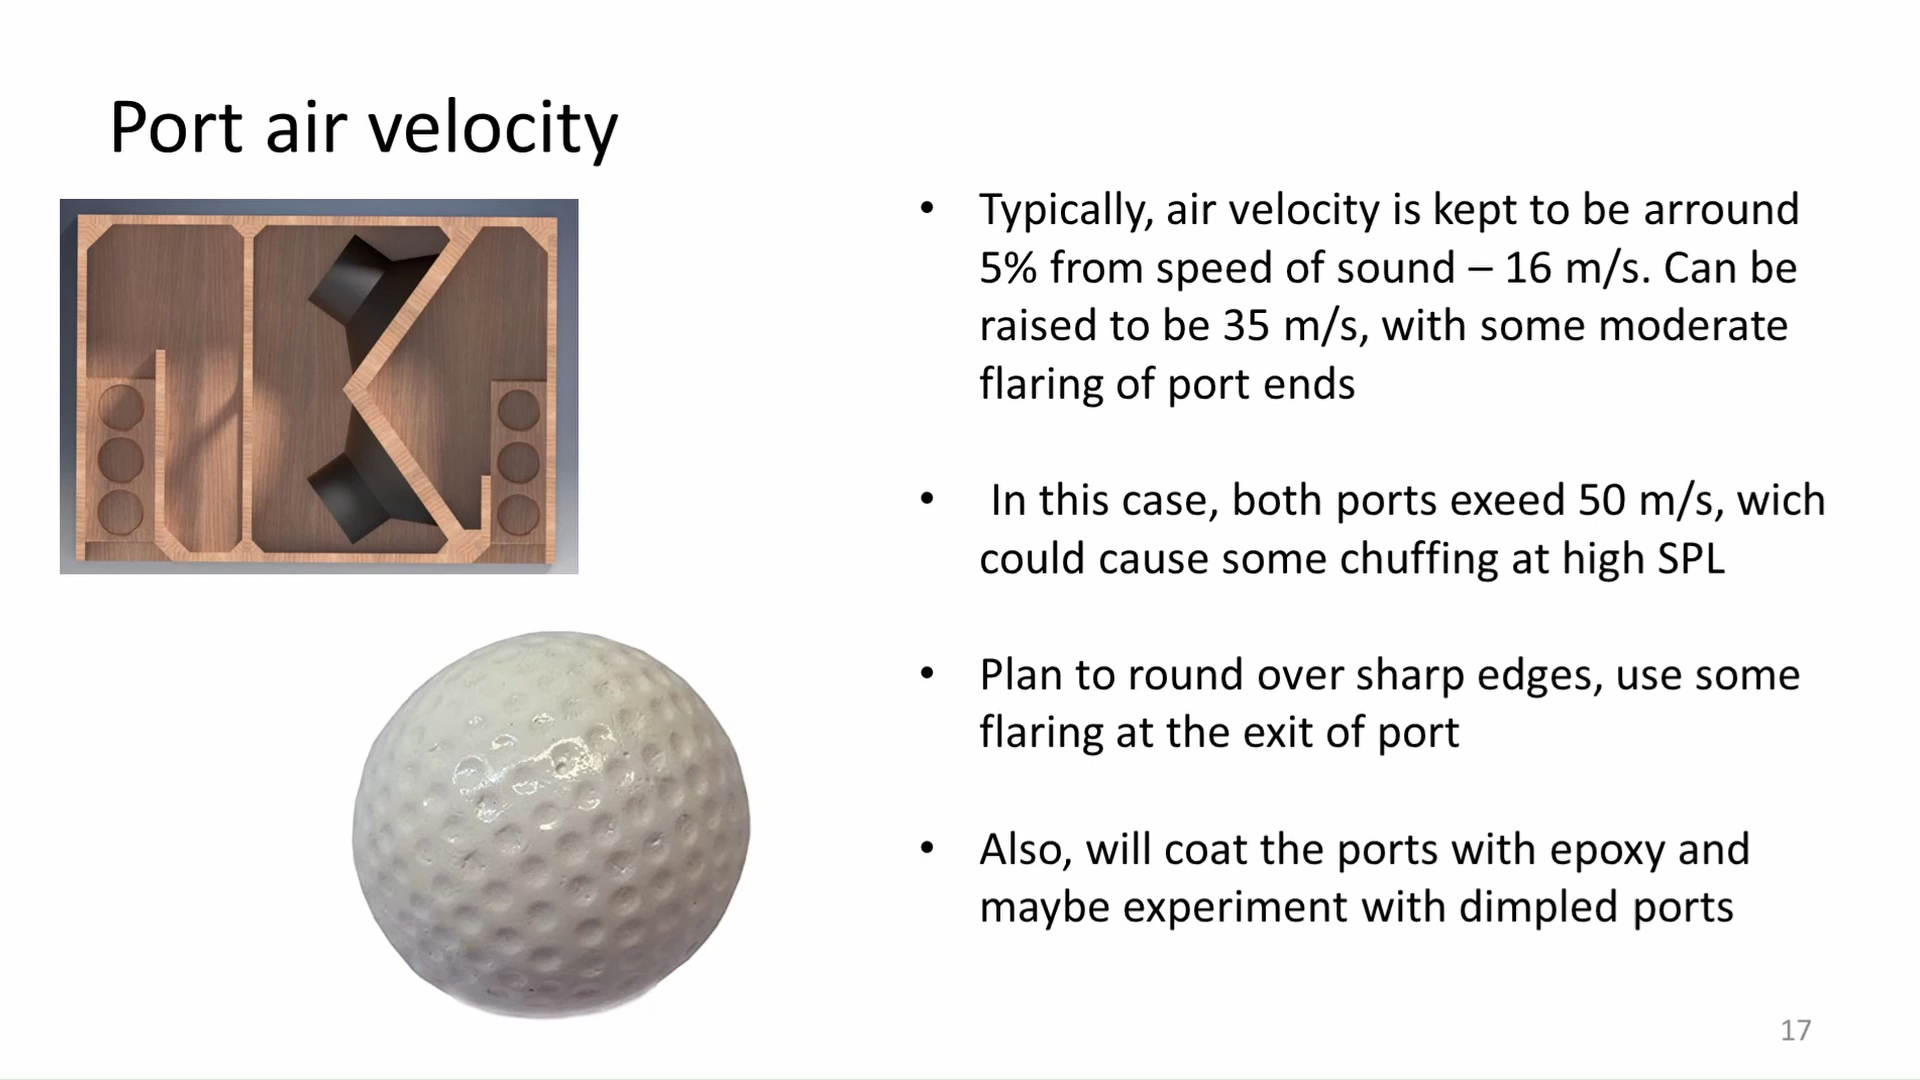 Port air velocity
• Typically, air velocity is kept to be arround
5% from speed of sound – 16 m/s. Can be
raised to be 35 m/s, with some moderate
flaring of port ends
• In this case, both ports exeed 50 m/s, wich
could cause some chuffing at high SPL
• Plan to round over sharp edges, use some
flaring at the exit of port
• Also, will coat the ports with epoxy and
maybe experiment with dimpled ports
17